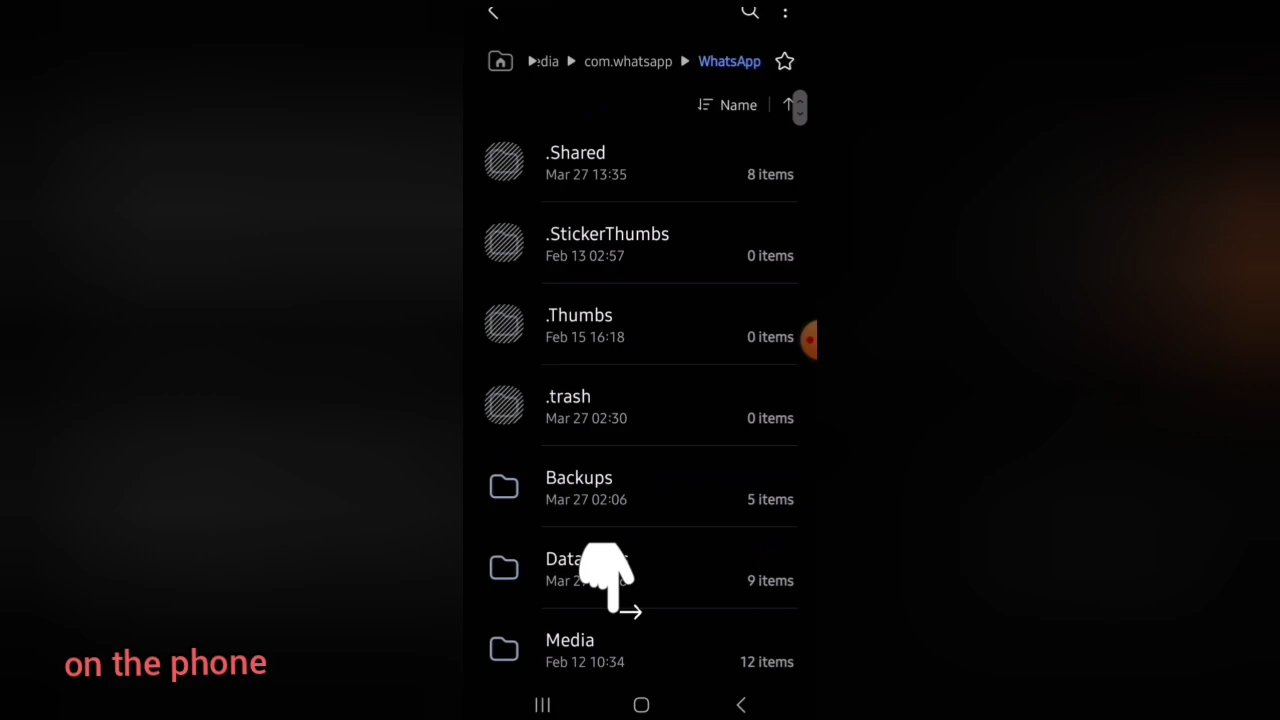 com.whatsapp WhatsApp
Name
.Shared
Mar 27 13:35 8 items
.StickerThumbs
Feb 13 02:57 0 items
.Thumbs
Feb 15 16:18 0 items
.trash
Mar 27 02:30 0 items
Backups
Mar 27 02:06 5 items
9 items
Media
Feb 12 10:34 12 items
on the phone